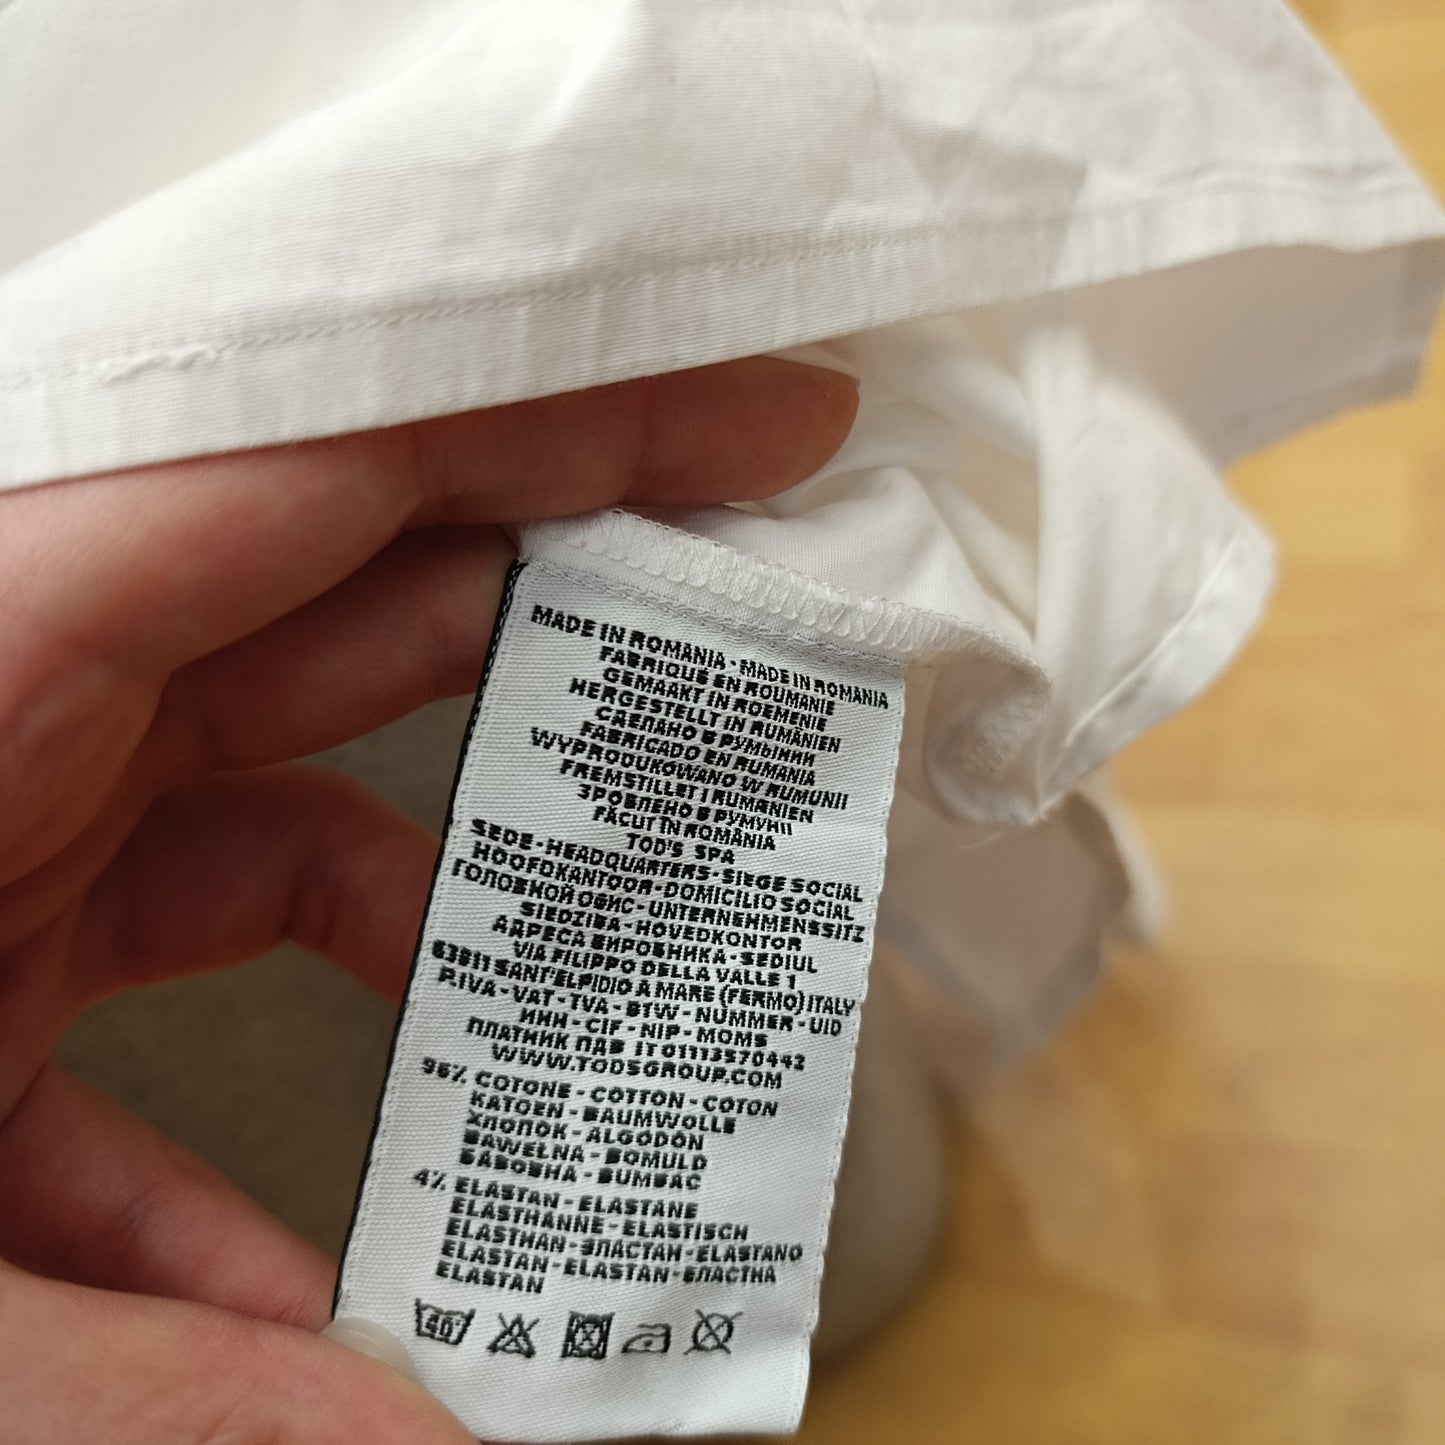 MADE IN ROMÂNIA - MADE IN ROMANIA
FABRIQUÉ EN ROUMANIE
GEMAAKT IN ROEMENIE
HERGESTELLT IN RUMÄNIEN
СДЕЛАНО В РУМЫНИИ
FABRICADO EN RUMANIA
WYPRODUKOWANO W RUMUNII
FREMSTILLET I RUMÆNIEN
ЗРОБЛЕНО В РУМУНІЇ
FĂCUT ÎN ROMÂNIA
TOD'S SPA
SEDE - HEADQUARTERS - SIEGE SOCIAL
HOOFDKANTOOR - DOMICILIO SOCIAL
ГОЛОВНОЙ ОФИС - UNTERNEHMENSSITZ
SIEDZIBA - HOVEDKONTOR
АДРЕСА ВИРОБНИКА - SEDIUL
VIA FILIPPO DELLA VALLE 1
63811 SANT'ELPIDIO A MARE (FERMO) ITALY
P.IVA - VAT - TVA - BTW - NUMMER - UID
ИНН - CIF - NIP - MOMS
ПЛАТНИК ПДВ IT01113570442
WWW.TODSGROUP.COM
96% COTONE - COTTON - COTON
KATOEN - BAUMWOLLE
ХЛОПОК - ALGODÓN
BAWEŁNA - BOMULD
БАВОВНА - BUMBAC
4% ELASTAN - ELASTANE
ELASTHANNE - ELASTISCH
ELASTHAN - ЭЛАСТАН - ELASTANO
ELASTAN - ELASTAN - ЕЛАСТНА
ELASTAN
40°